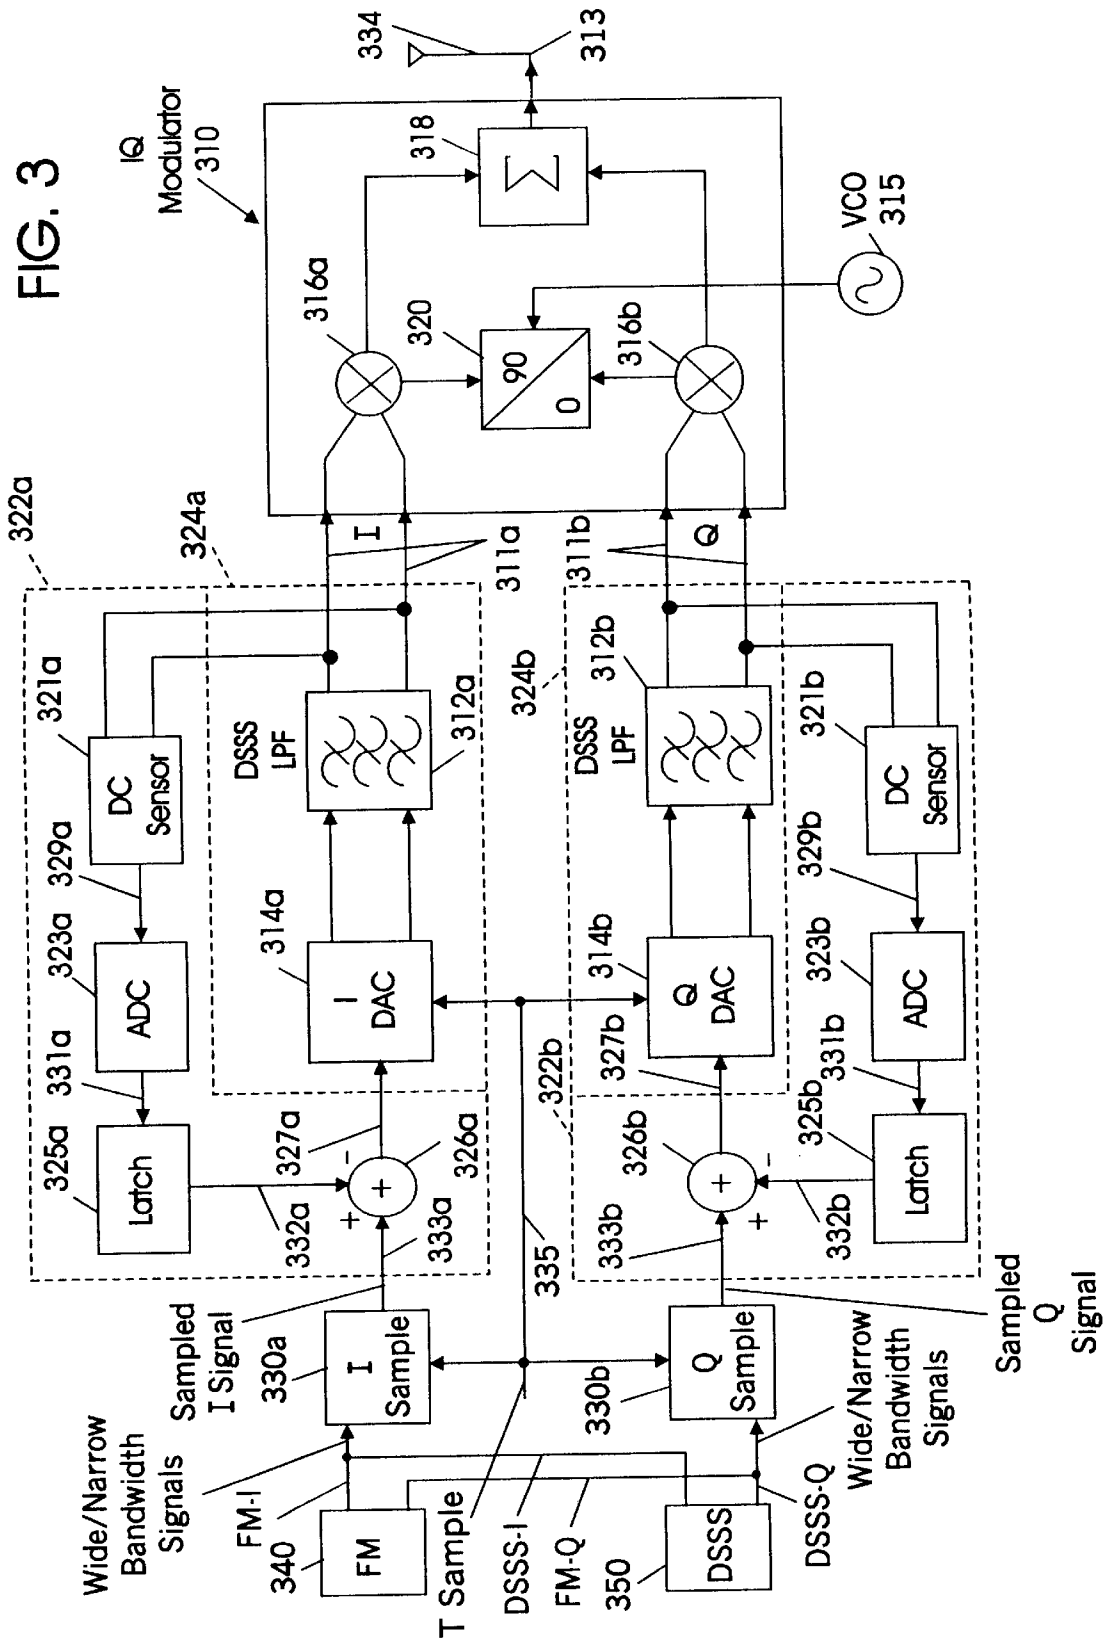 FIG. 3
IQ
Modulator
310
334
313
318
Σ
316a
320
90
0
316b
VCO
315
322a
324a
I
311a
311b
Q
321a
DC
Sensor
329a
323a
ADC
331a
325a
Latch
332a
DSSS
LPF
312a
314a
I
DAC
327a
-
+
+
326a
333a
335
324b
DSSS
LPF
312b
314b
Q
DAC
322b
327b
326b
+
-
+
333b
321b
DC
Sensor
329b
323b
ADC
331b
325b
Latch
332b
Sampled
I Signal
330a
I
Sample
330b
Q
Sample
Sampled
Q
Signal
Wide/Narrow
Bandwidth
Signals
FM-I
340
FM
T Sample
DSSS-I
FM-Q
350
DSSS
DSSS-Q
Wide/Narrow
Bandwidth
Signals